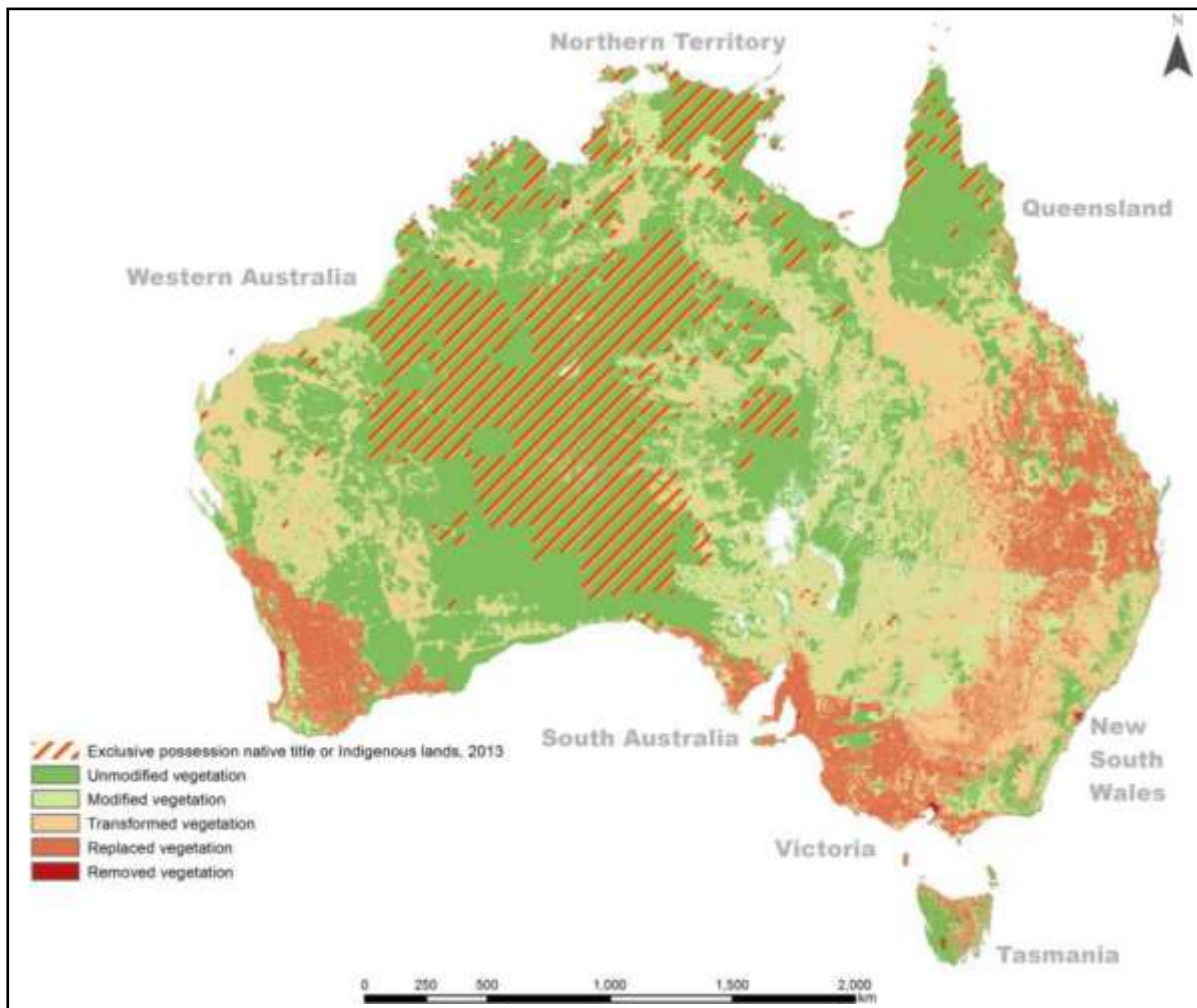 N
Northern Territory
Queensland
Western Australia
South Australia
New
South
Wales
Victoria
Tasmania
Exclusive possession native title or Indigenous lands, 2013
Unmodified vegetation
Modified vegetation
Transformed vegetation
Replaced vegetation
Removed vegetation
0 250 500 1,000 1,500 2,000
km